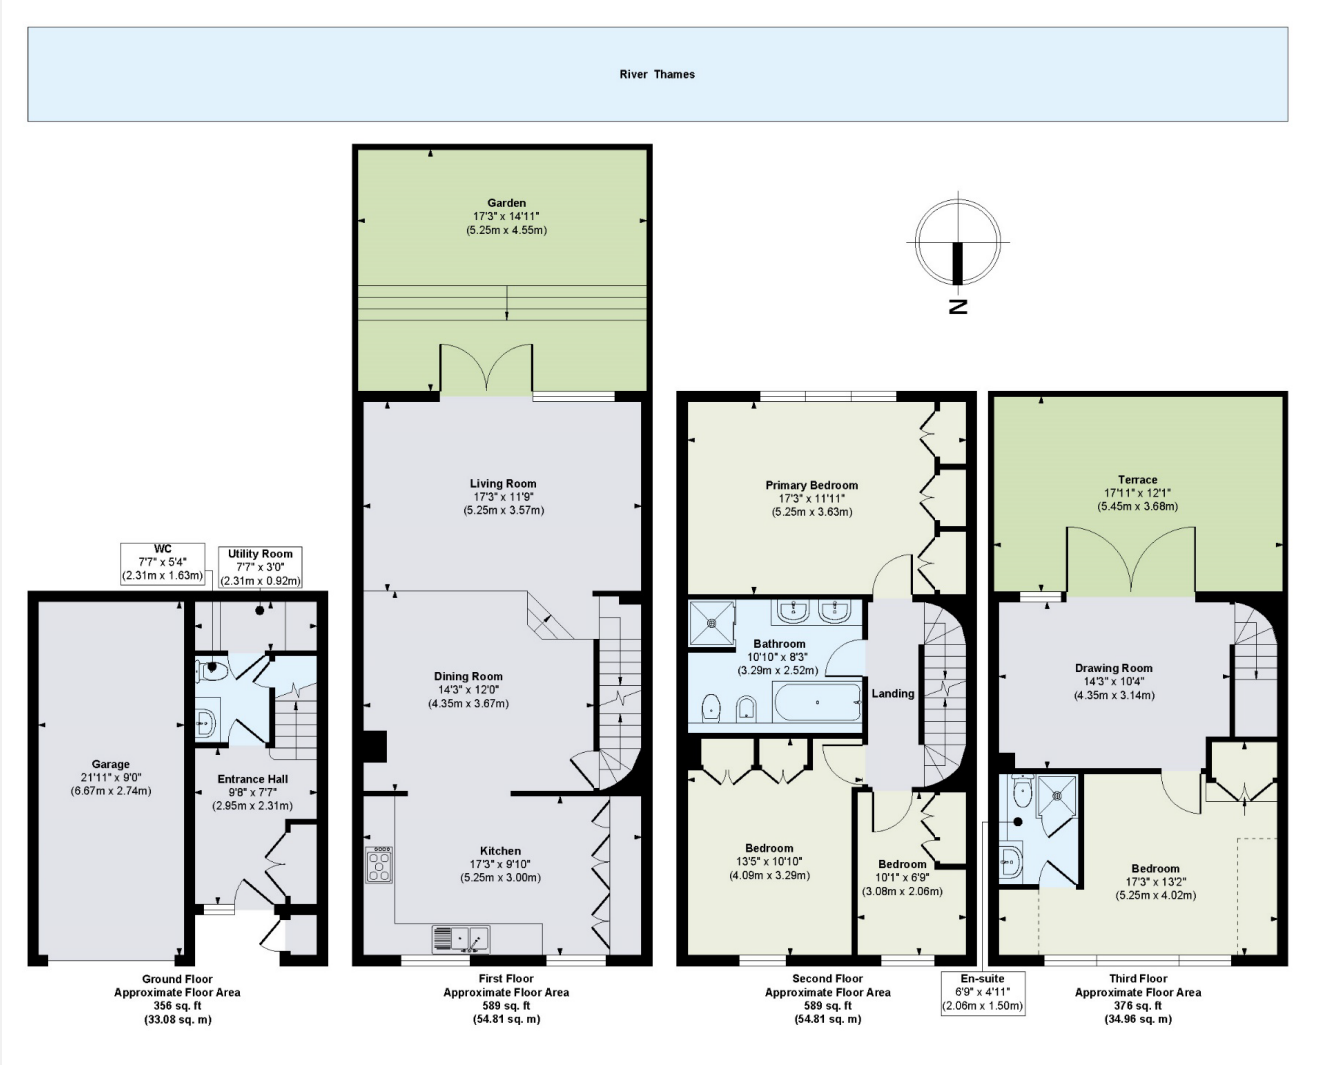 River Thames
Garden
17'3" x 14'11"
(5.25m x 4.55m)
N
Living Room
17'3" x 11'9"
(5.25m x 3.57m)
Primary Bedroom
17'3" x 11'11"
(5.25m x 3.63m)
Terrace
17'11" x 12'1"
(5.45m x 3.68m)
WC
7'7" x 5'4"
(2.31m x 1.63m)
Utility Room
7'7" x 3'0"
(2.31m x 0.92m)
Bathroom
10'10" x 8'3"
(3.29m x 2.52m)
Landing
Dining Room
14'3" x 12'0"
(4.35m x 3.67m)
Drawing Room
14'3" x 10'4"
(4.35m x 3.14m)
Garage
21'11" x 9'0"
(6.67m x 2.74m)
Entrance Hall
9'8" x 7'7"
(2.95m x 2.31m)
Kitchen
17'3" x 9'10"
(5.25m x 3.00m)
Bedroom
13'5" x 10'10"
(4.09m x 3.29m)
Bedroom
10'1" x 6'9"
(3.08m x 2.06m)
Bedroom
17'3" x 13'2"
(5.25m x 4.02m)
Ground Floor
Approximate Floor Area
356 sq. ft
(33.08 sq. m)
First Floor
Approximate Floor Area
589 sq. ft
(54.81 sq. m)
Second Floor
Approximate Floor Area
589 sq. ft
(54.81 sq. m)
En-suite
6'9" x 4'11"
(2.06m x 1.50m)
Third Floor
Approximate Floor Area
376 sq. ft
(34.96 sq. m)